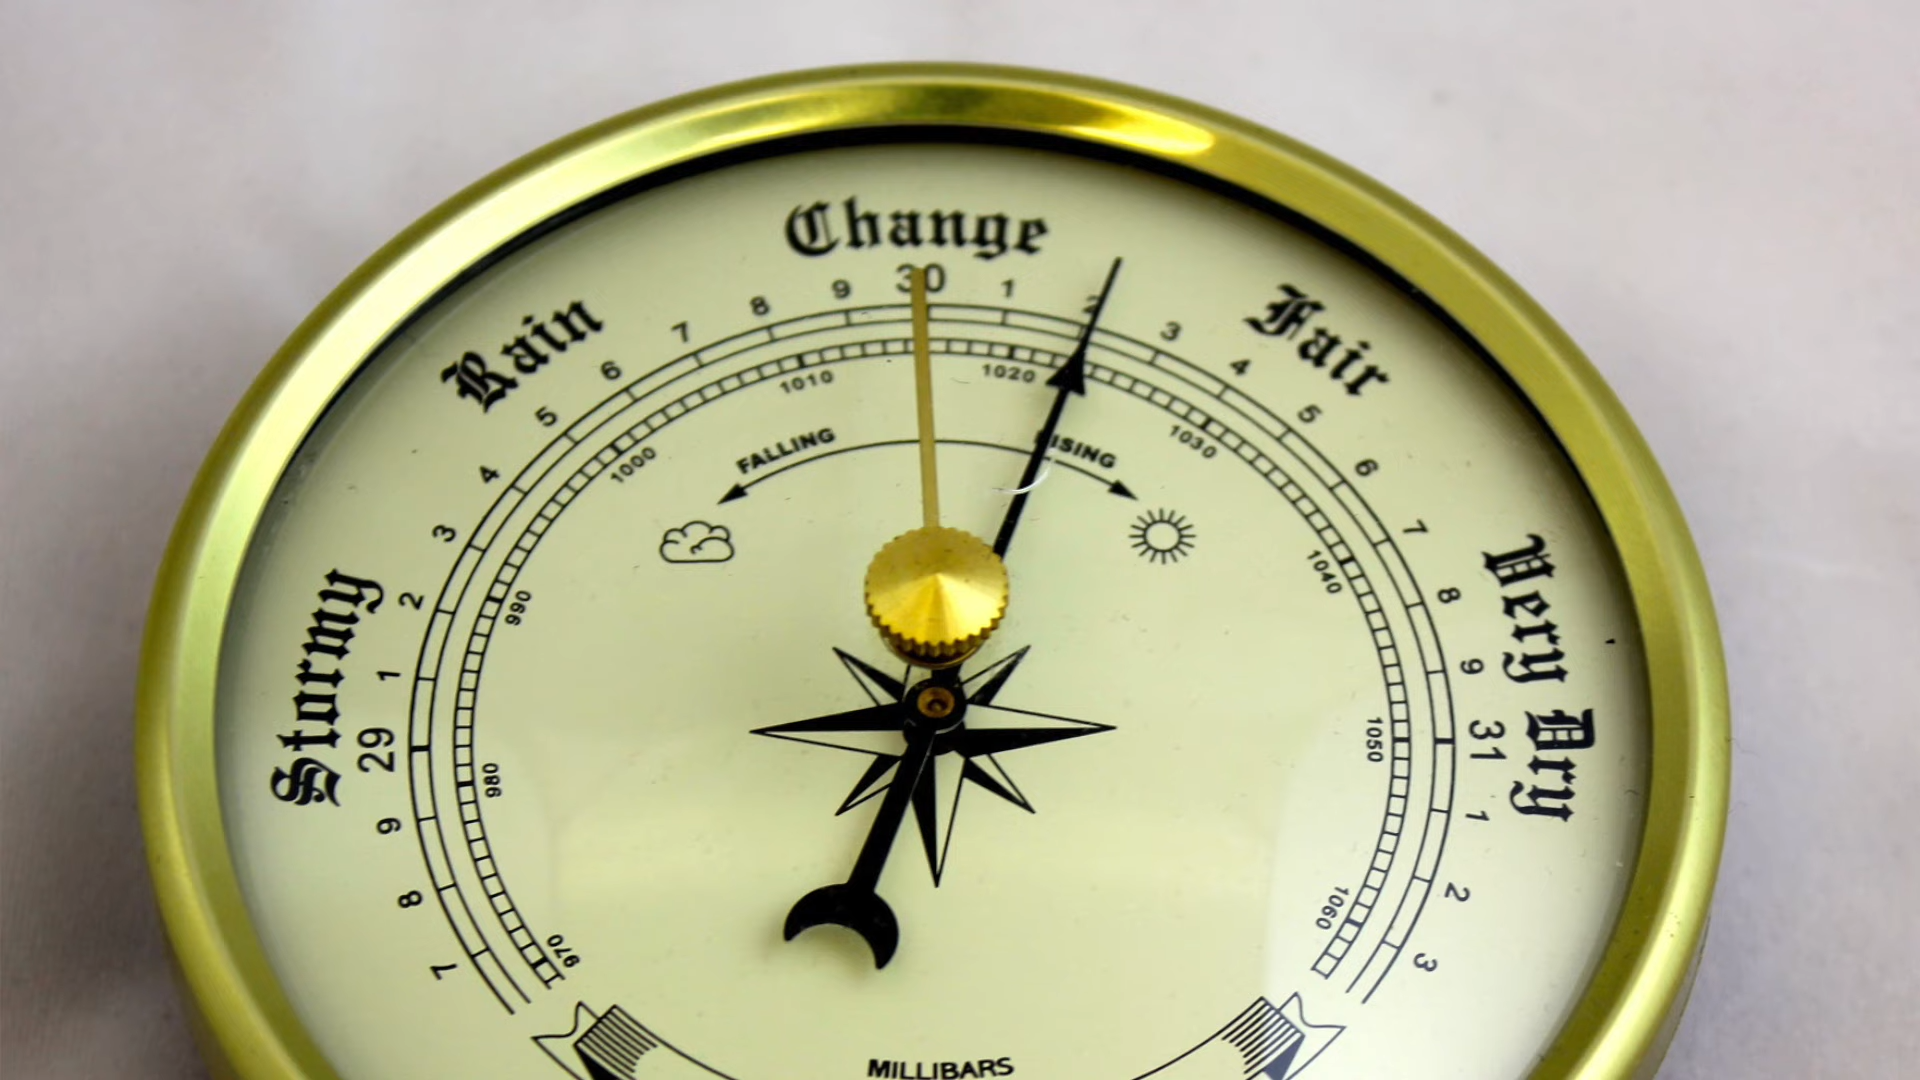 Change
Rain
Fair
Stormy
Very Dry
7 8 9 29 1 2 3 4 5 6 7 8 9 30 1 2 3 4 5 6 7 8 9 31 1 2 3
970 980 990 1000 1010 1020 1030 1040 1050 1060
FALLING
RISING
MILLIBARS